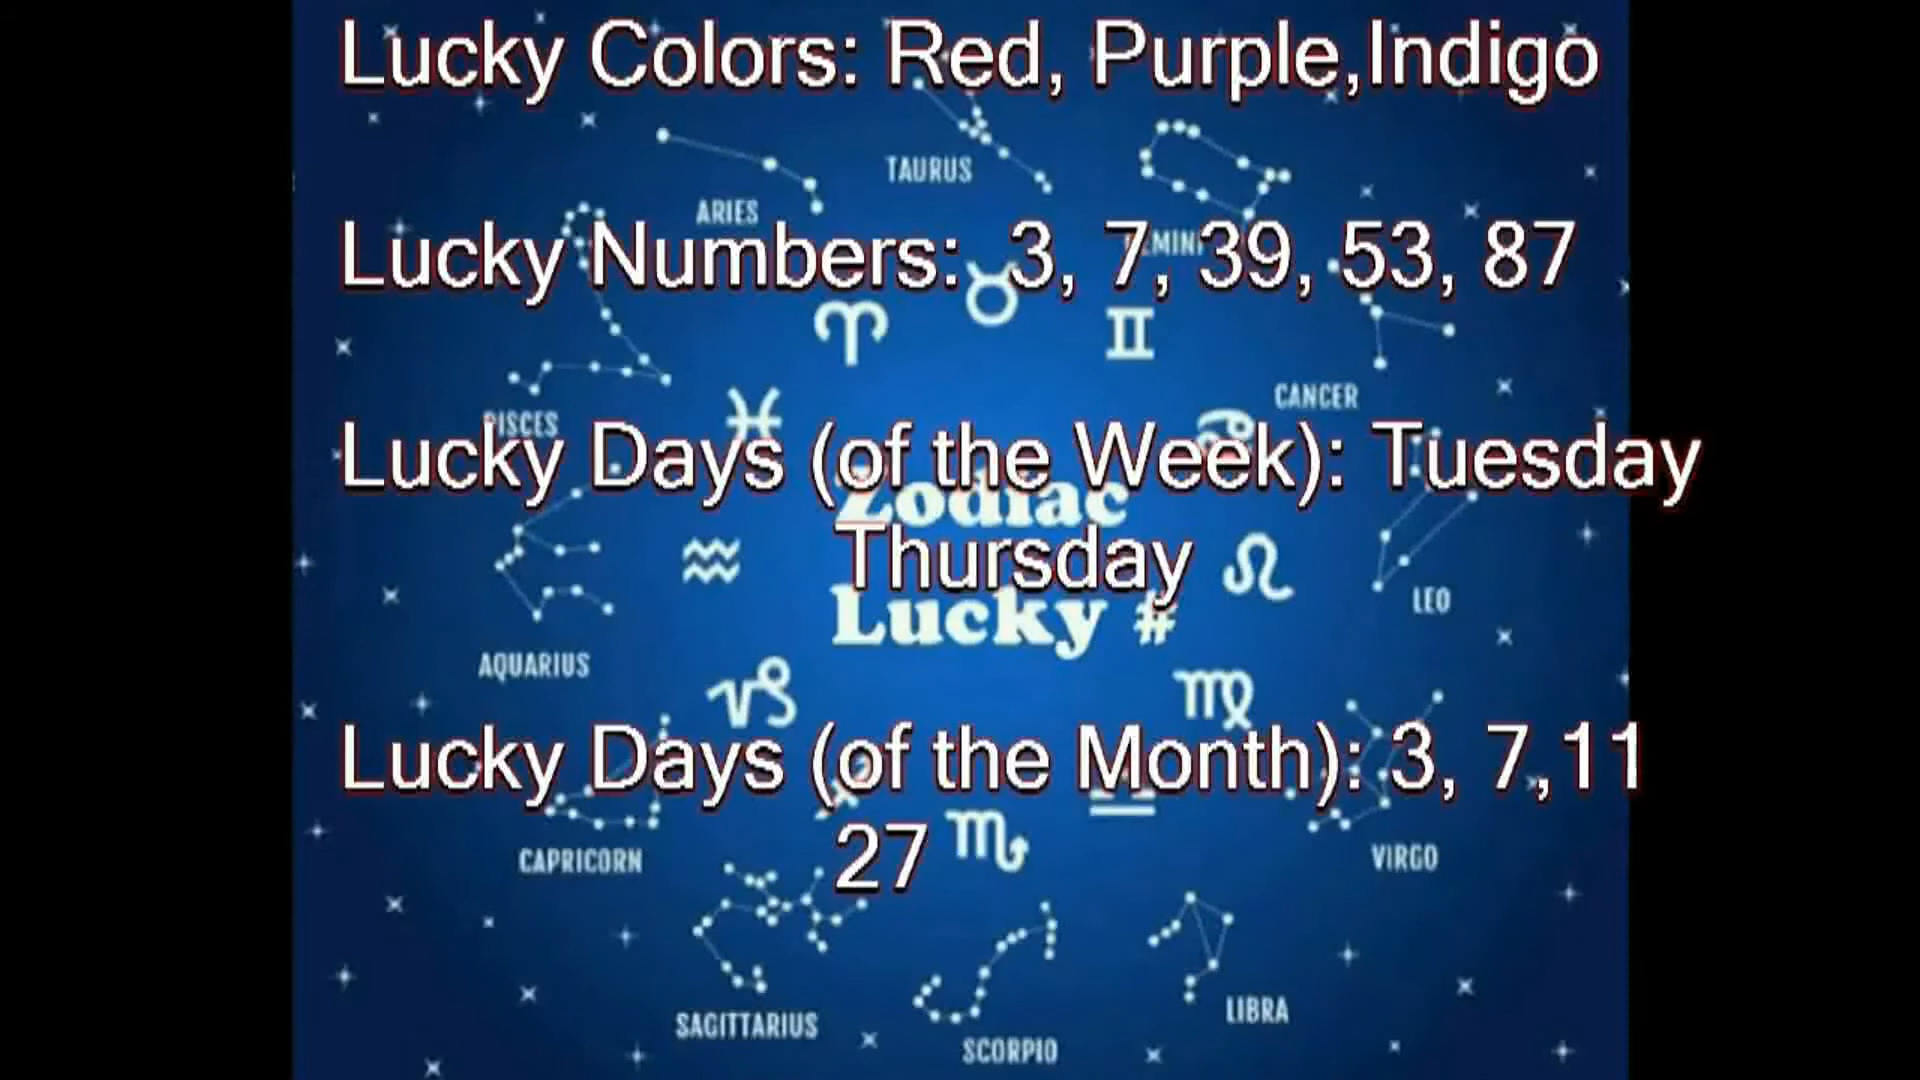 Lucky Colors: Red, Purple,Indigo
TAURUS
ARIES
Lucky Numbers: 3, 7, 39, 53, 87
CANCER
PISCES
Lucky Days (of the Week): Tuesday
Zodiac
Thursday
LEO
Lucky #
AQUARIUS
Lucky Days (of the Month): 3, 7,11
27
CAPRICORN
VIRGO
LIBRA
SAGITTARIUS
SCORPIO